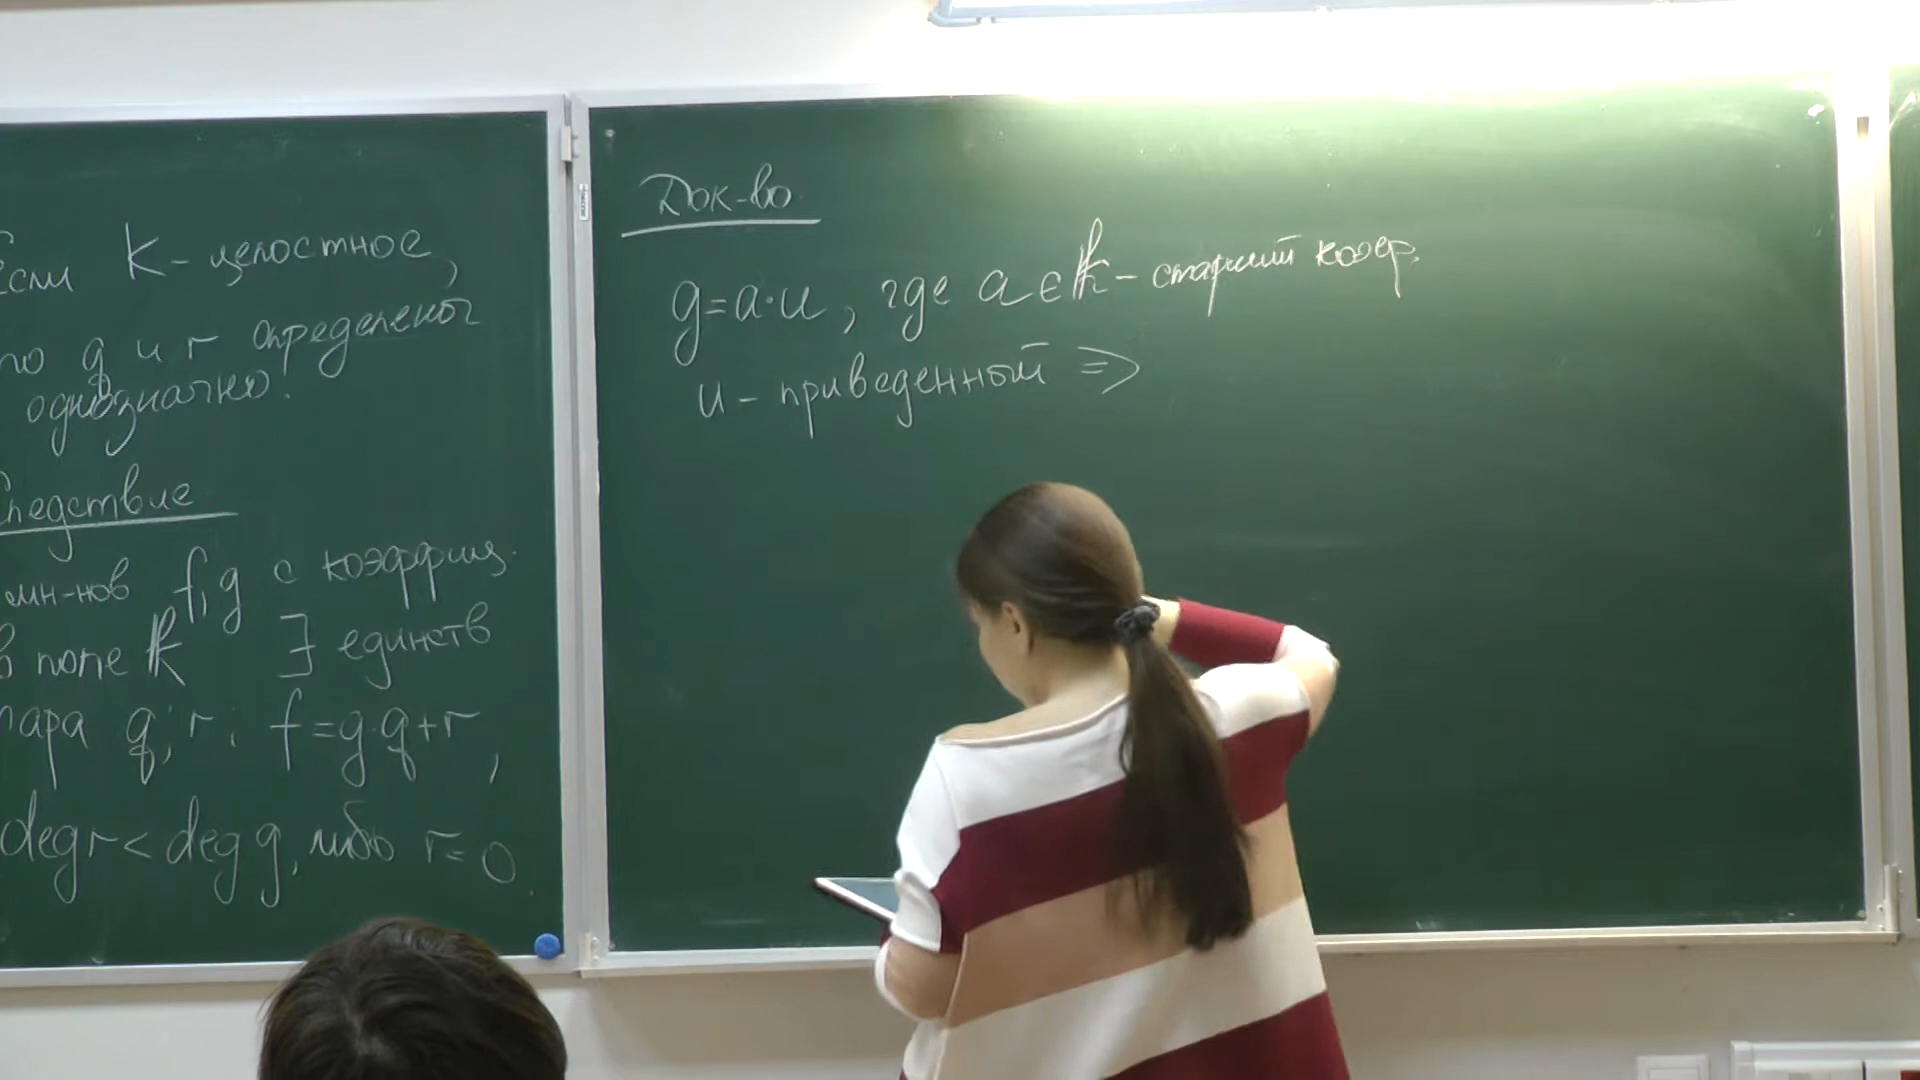 Если K - целостное,
то q и r определены
однозначно.
Следствие
мн-нов f, g с коэффиц.
в поле 𝕜 ∃ единств
пара q, r : f = g·q + r,
deg r < deg g, либо r = 0.
Док-во.
g = a·u, где a ∈ 𝕜 - старший коэф.
u - приведенный ⇒